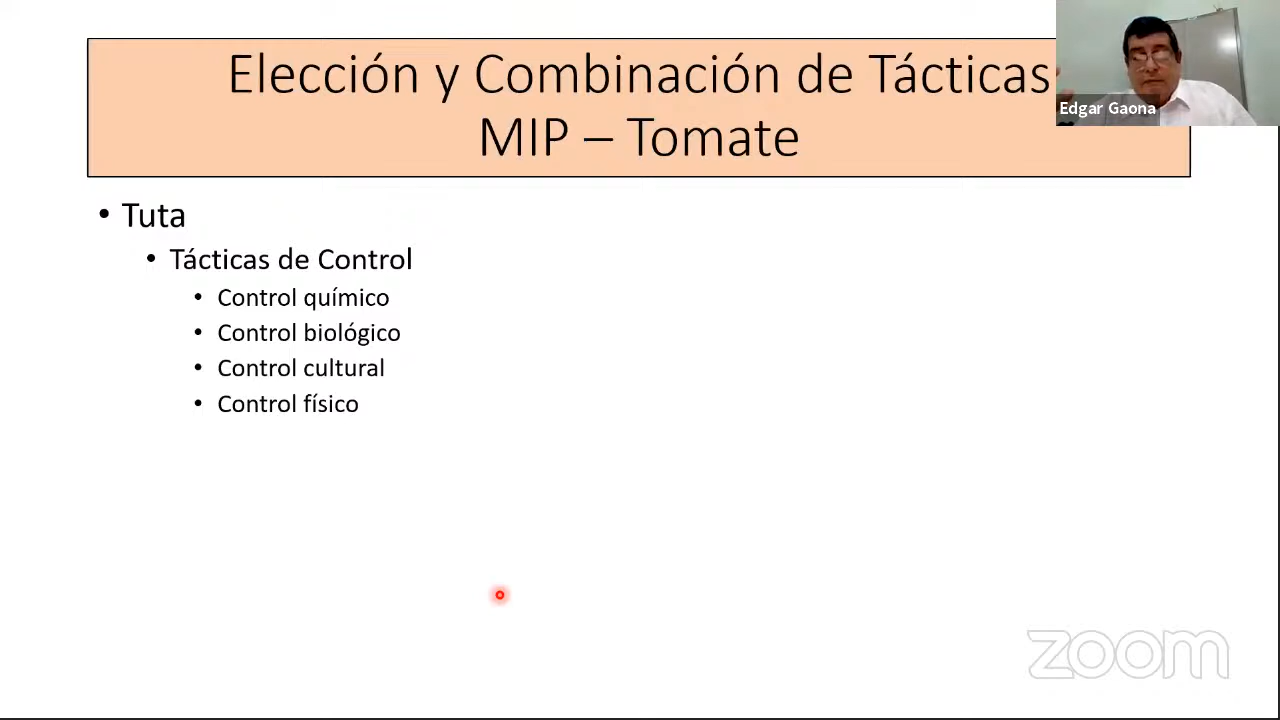 Elección y Combinación de Tácticas
MIP – Tomate
Edgar Gaona
• Tuta
• Tácticas de Control
• Control químico
• Control biológico
• Control cultural
• Control físico
zoom